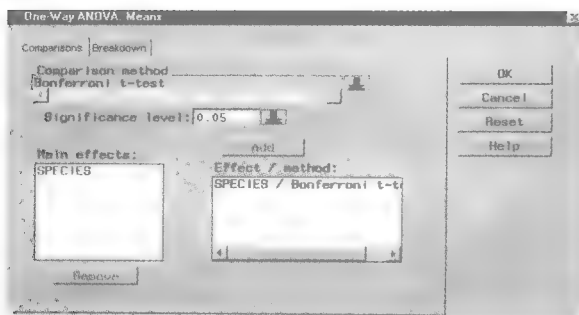 One-Way ANOVA: Means
Comparisons Breakdown
Comparison method
Bonferroni t-test
Significance level: 0.05
Add
Main effects:
SPECIES
Effect / method:
SPECIES / Bonferroni t-t
Remove
OK
Cancel
Reset
Help